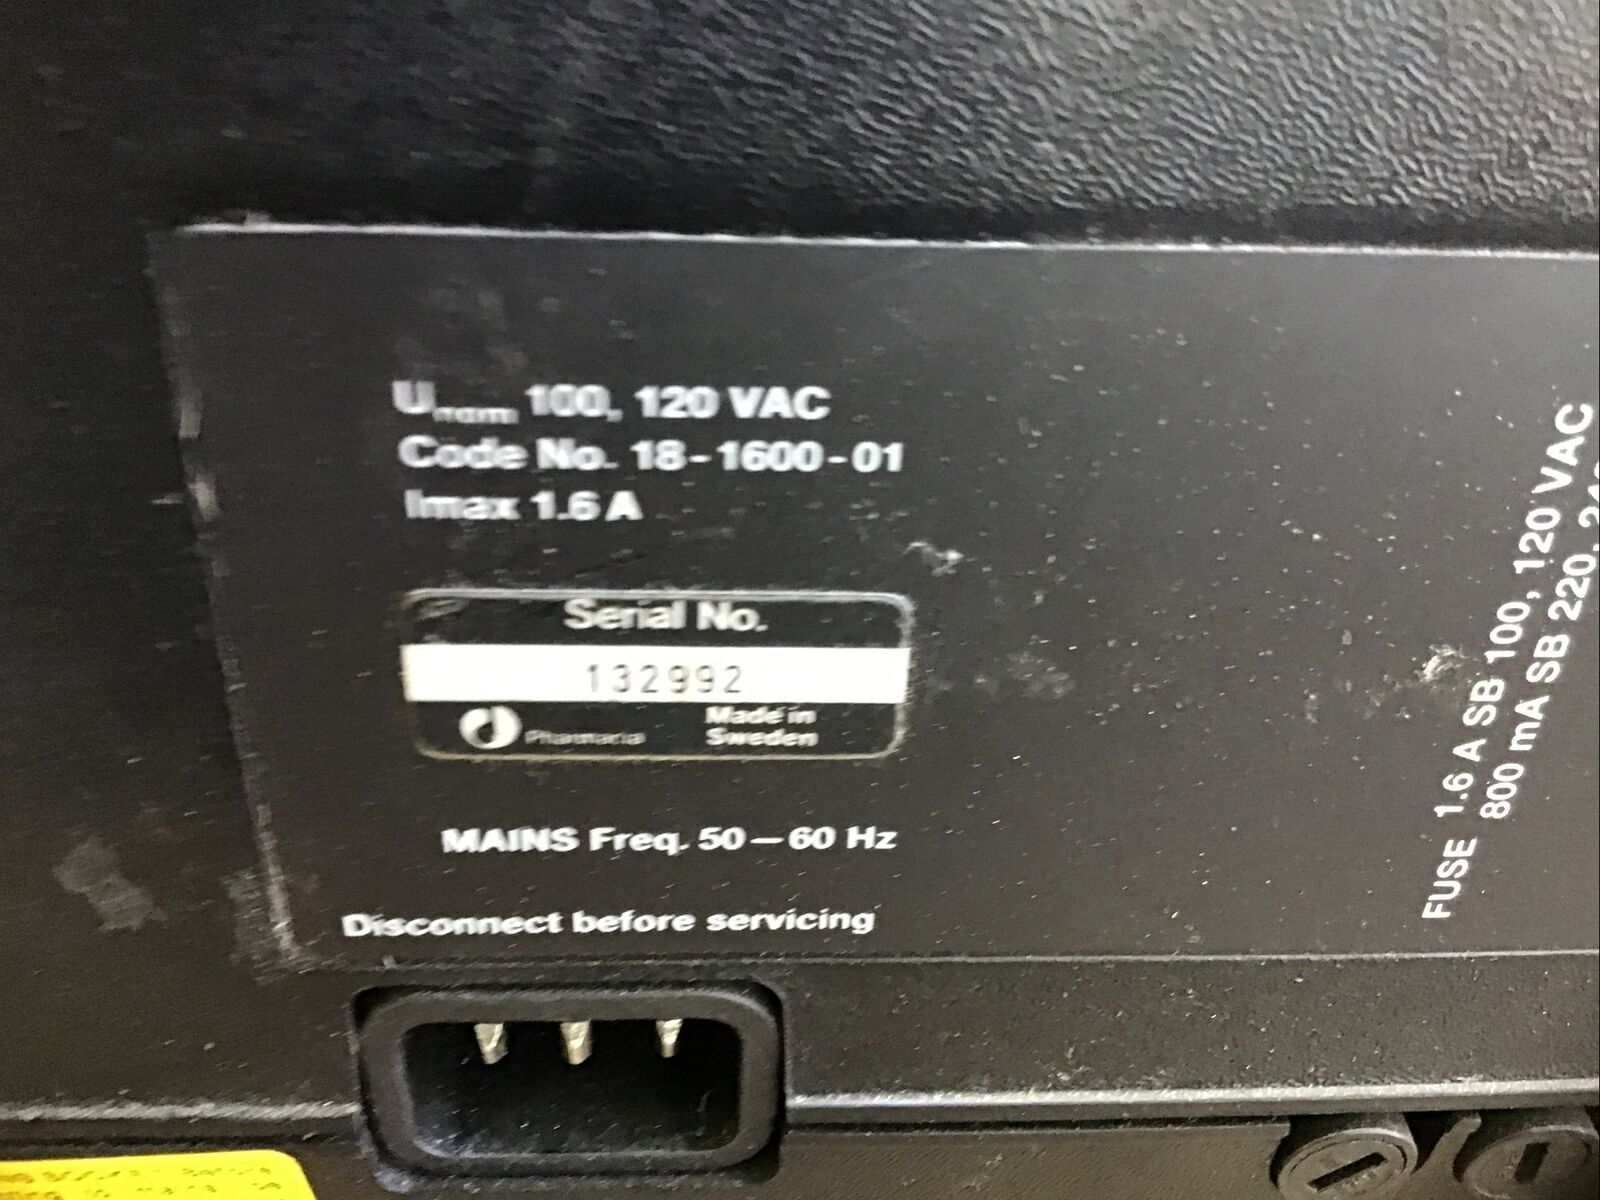 Unom 100, 120 VAC
Code No. 18-1600-01
Imax 1.6 A
Serial No.
132992
Pharmacia
Made in
Sweden
MAINS Freq. 50-60 Hz
Disconnect before servicing
FUSE 1.6 A SB 100, 120 VAC
800 mA SB 220,